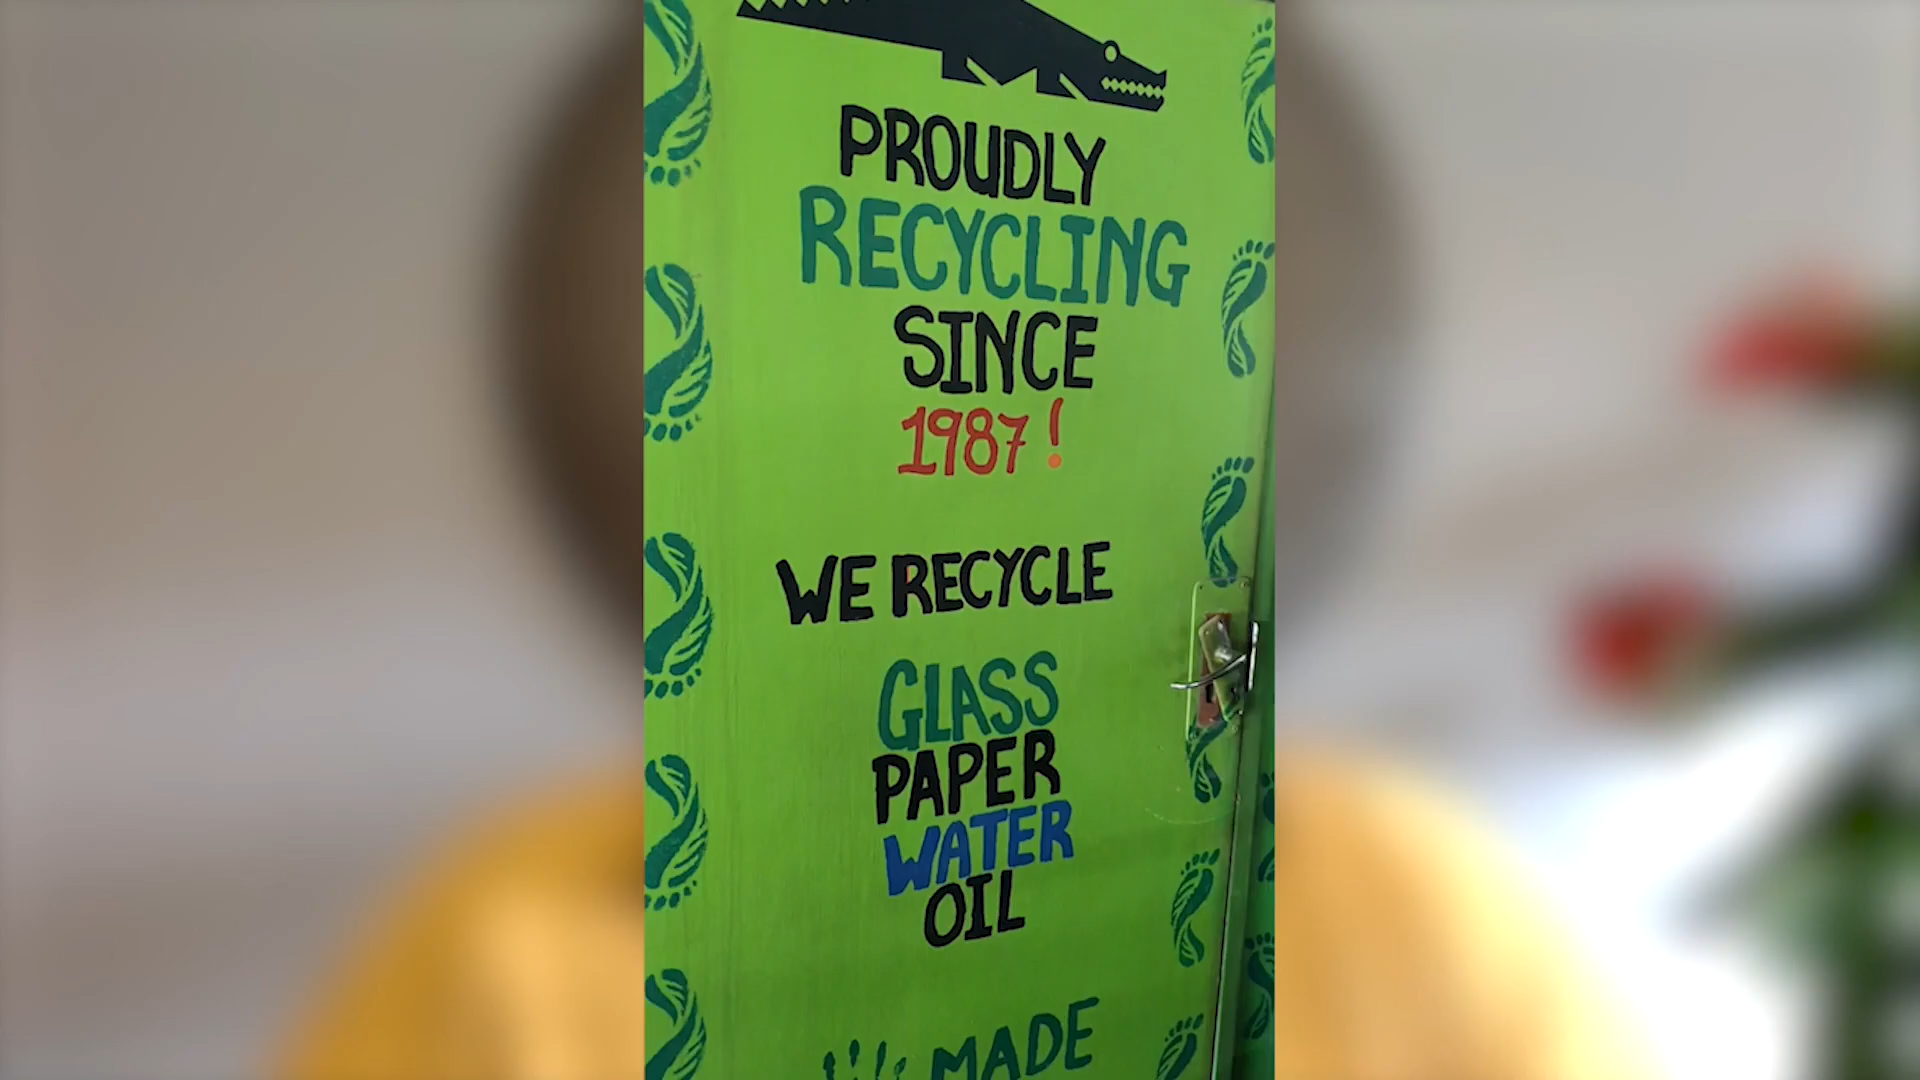 PROUDLY
RECYCLING
SINCE
1987!
WE RECYCLE
GLASS
PAPER
WATER
OIL
MADE